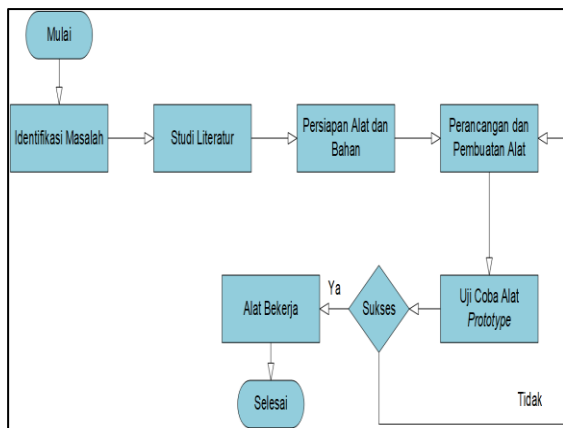 Mulai
Identifikasi Masalah
Studi Literatur
Persiapan Alat dan
Bahan
Perancangan dan
Pembuatan Alat
Uji Coba Alat
Prototype
Sukses
Ya
Alat Bekerja
Tidak
Selesai